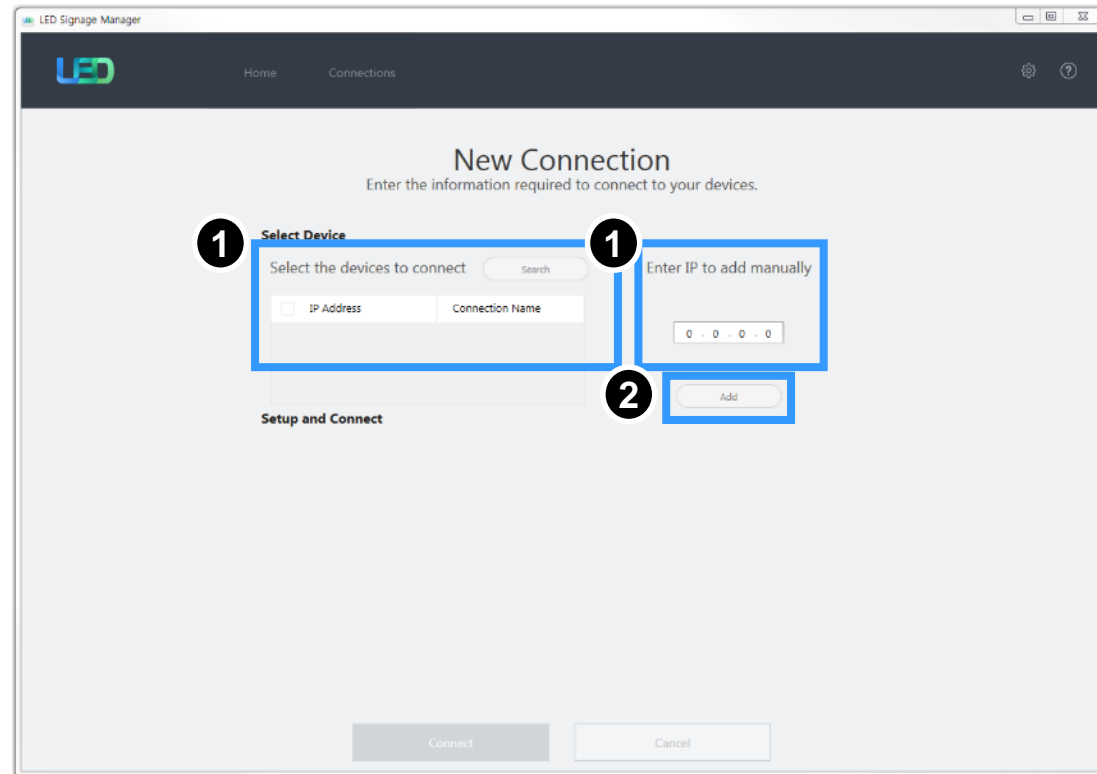 LED Signage Manager
LED
Home
Connections
New Connection
Enter the information required to connect to your devices.
1
Select Device
1
Select the devices to connect
Search
Enter IP to add manually
IP Address
Connection Name
0 . 0 . 0 . 0
2
Add
Setup and Connect
Connect
Cancel